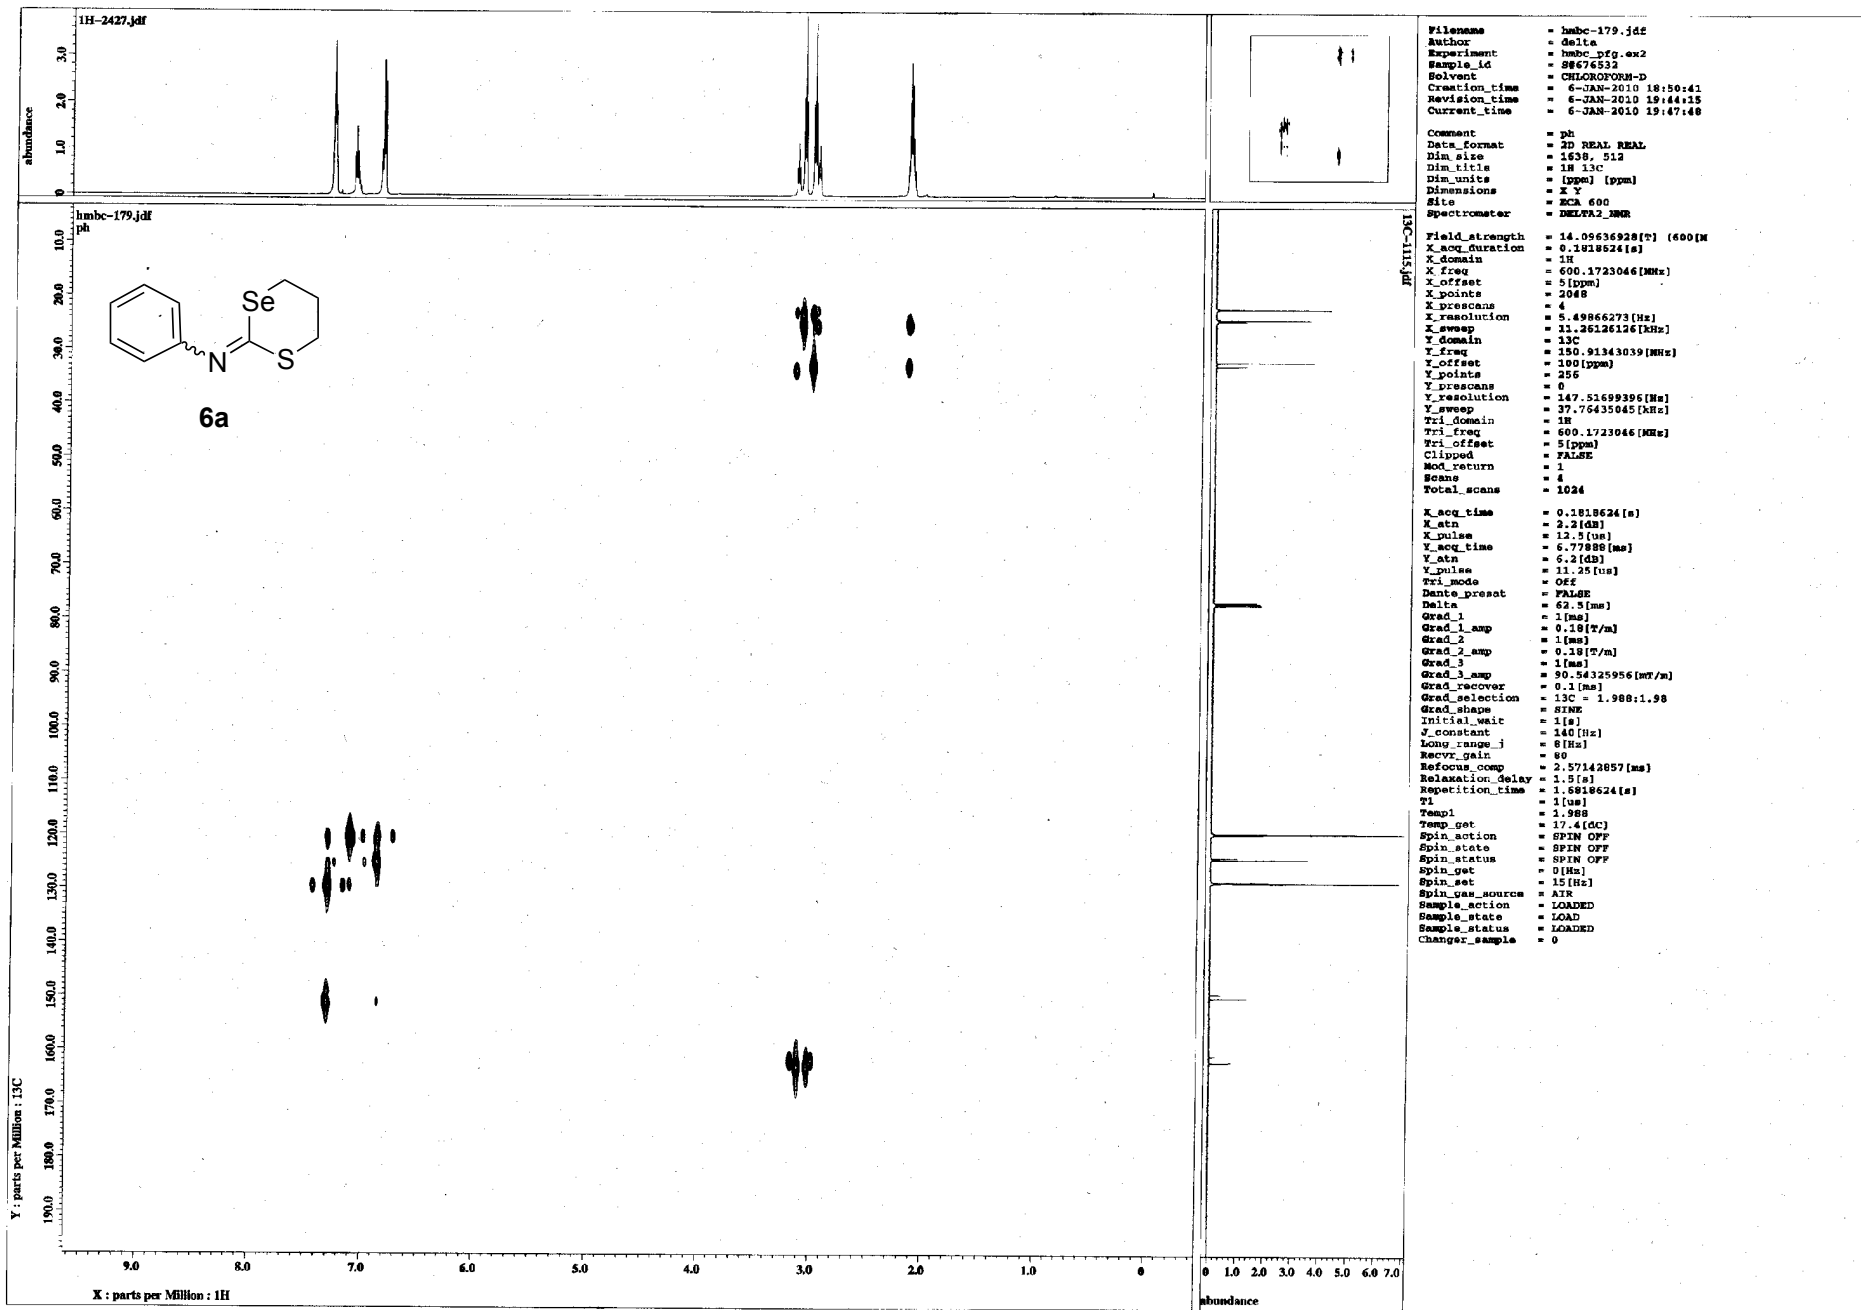 1H-2427.jdf
abundance
3.0
2.0
1.0
0
hmbc-179.jdf
ph
13C-1115.jdf
Se
N
S
6a
10.0
20.0
30.0
40.0
50.0
60.0
70.0
80.0
90.0
100.0
110.0
120.0
130.0
140.0
150.0
160.0
170.0
180.0
190.0
Y : parts per Million : 13C
9.0 8.0 7.0 6.0 5.0 4.0 3.0 2.0 1.0 0
X : parts per Million : 1H
0 1.0 2.0 3.0 4.0 5.0 6.0 7.0
abundance
Filename = hmbc-179.jdf
Author = delta
Experiment = hmbc_pfg.ex2
Sample_id = S#676532
Solvent = CHLOROFORM-D
Creation_time = 6-JAN-2010 18:50:41
Revision_time = 6-JAN-2010 19:44:15
Current_time = 6-JAN-2010 19:47:48
Comment = ph
Data_format = 2D REAL REAL
Dim_size = 1638, 512
Dim_title = 1H 13C
Dim_units = [ppm] [ppm]
Dimensions = X Y
Site = ECA 600
Spectrometer = DELTA2_NMR
Field_strength = 14.09636928[T] (600[M
X_acq_duration = 0.1818624[s]
X_domain = 1H
X_freq = 600.1723046[MHz]
X_offset = 5[ppm]
X_points = 2048
X_prescans = 4
X_resolution = 5.49866273[Hz]
X_sweep = 11.26126126[kHz]
Y_domain = 13C
Y_freq = 150.91343039[MHz]
Y_offset = 100[ppm]
Y_points = 256
Y_prescans = 0
Y_resolution = 147.51699396[Hz]
Y_sweep = 37.76435045[kHz]
Tri_domain = 1H
Tri_freq = 600.1723046[MHz]
Tri_offset = 5[ppm]
Clipped = FALSE
Mod_return = 1
Scans = 4
Total_scans = 1024
X_acq_time = 0.1818624[s]
X_atn = 2.2[dB]
X_pulse = 12.5[us]
Y_acq_time = 6.77888[ms]
Y_atn = 6.2[dB]
Y_pulse = 11.25[us]
Tri_mode = Off
Dante_presat = FALSE
Delta = 62.5[ms]
Grad_1 = 1[ms]
Grad_1_amp = 0.18[T/m]
Grad_2 = 1[ms]
Grad_2_amp = 0.18[T/m]
Grad_3 = 1[ms]
Grad_3_amp = 90.54325956[mT/m]
Grad_recover = 0.1[ms]
Grad_selection = 13C = 1.988:1.98
Grad_shape = SINE
Initial_wait = 1[s]
J_constant = 140[Hz]
Long_range_j = 8[Hz]
Recvr_gain = 60
Refocus_comp = 2.57142857[ms]
Relaxation_delay = 1.5[s]
Repetition_time = 1.6818624[s]
T1 = 1[us]
Temp1 = 1.988
Temp_get = 17.4[dC]
Spin_action = SPIN OFF
Spin_state = SPIN OFF
Spin_status = SPIN OFF
Spin_get = 0[Hz]
Spin_set = 15[Hz]
Spin_gas_source = AIR
Sample_action = LOADED
Sample_state = LOAD
Sample_status = LOADED
Changer_sample = 0